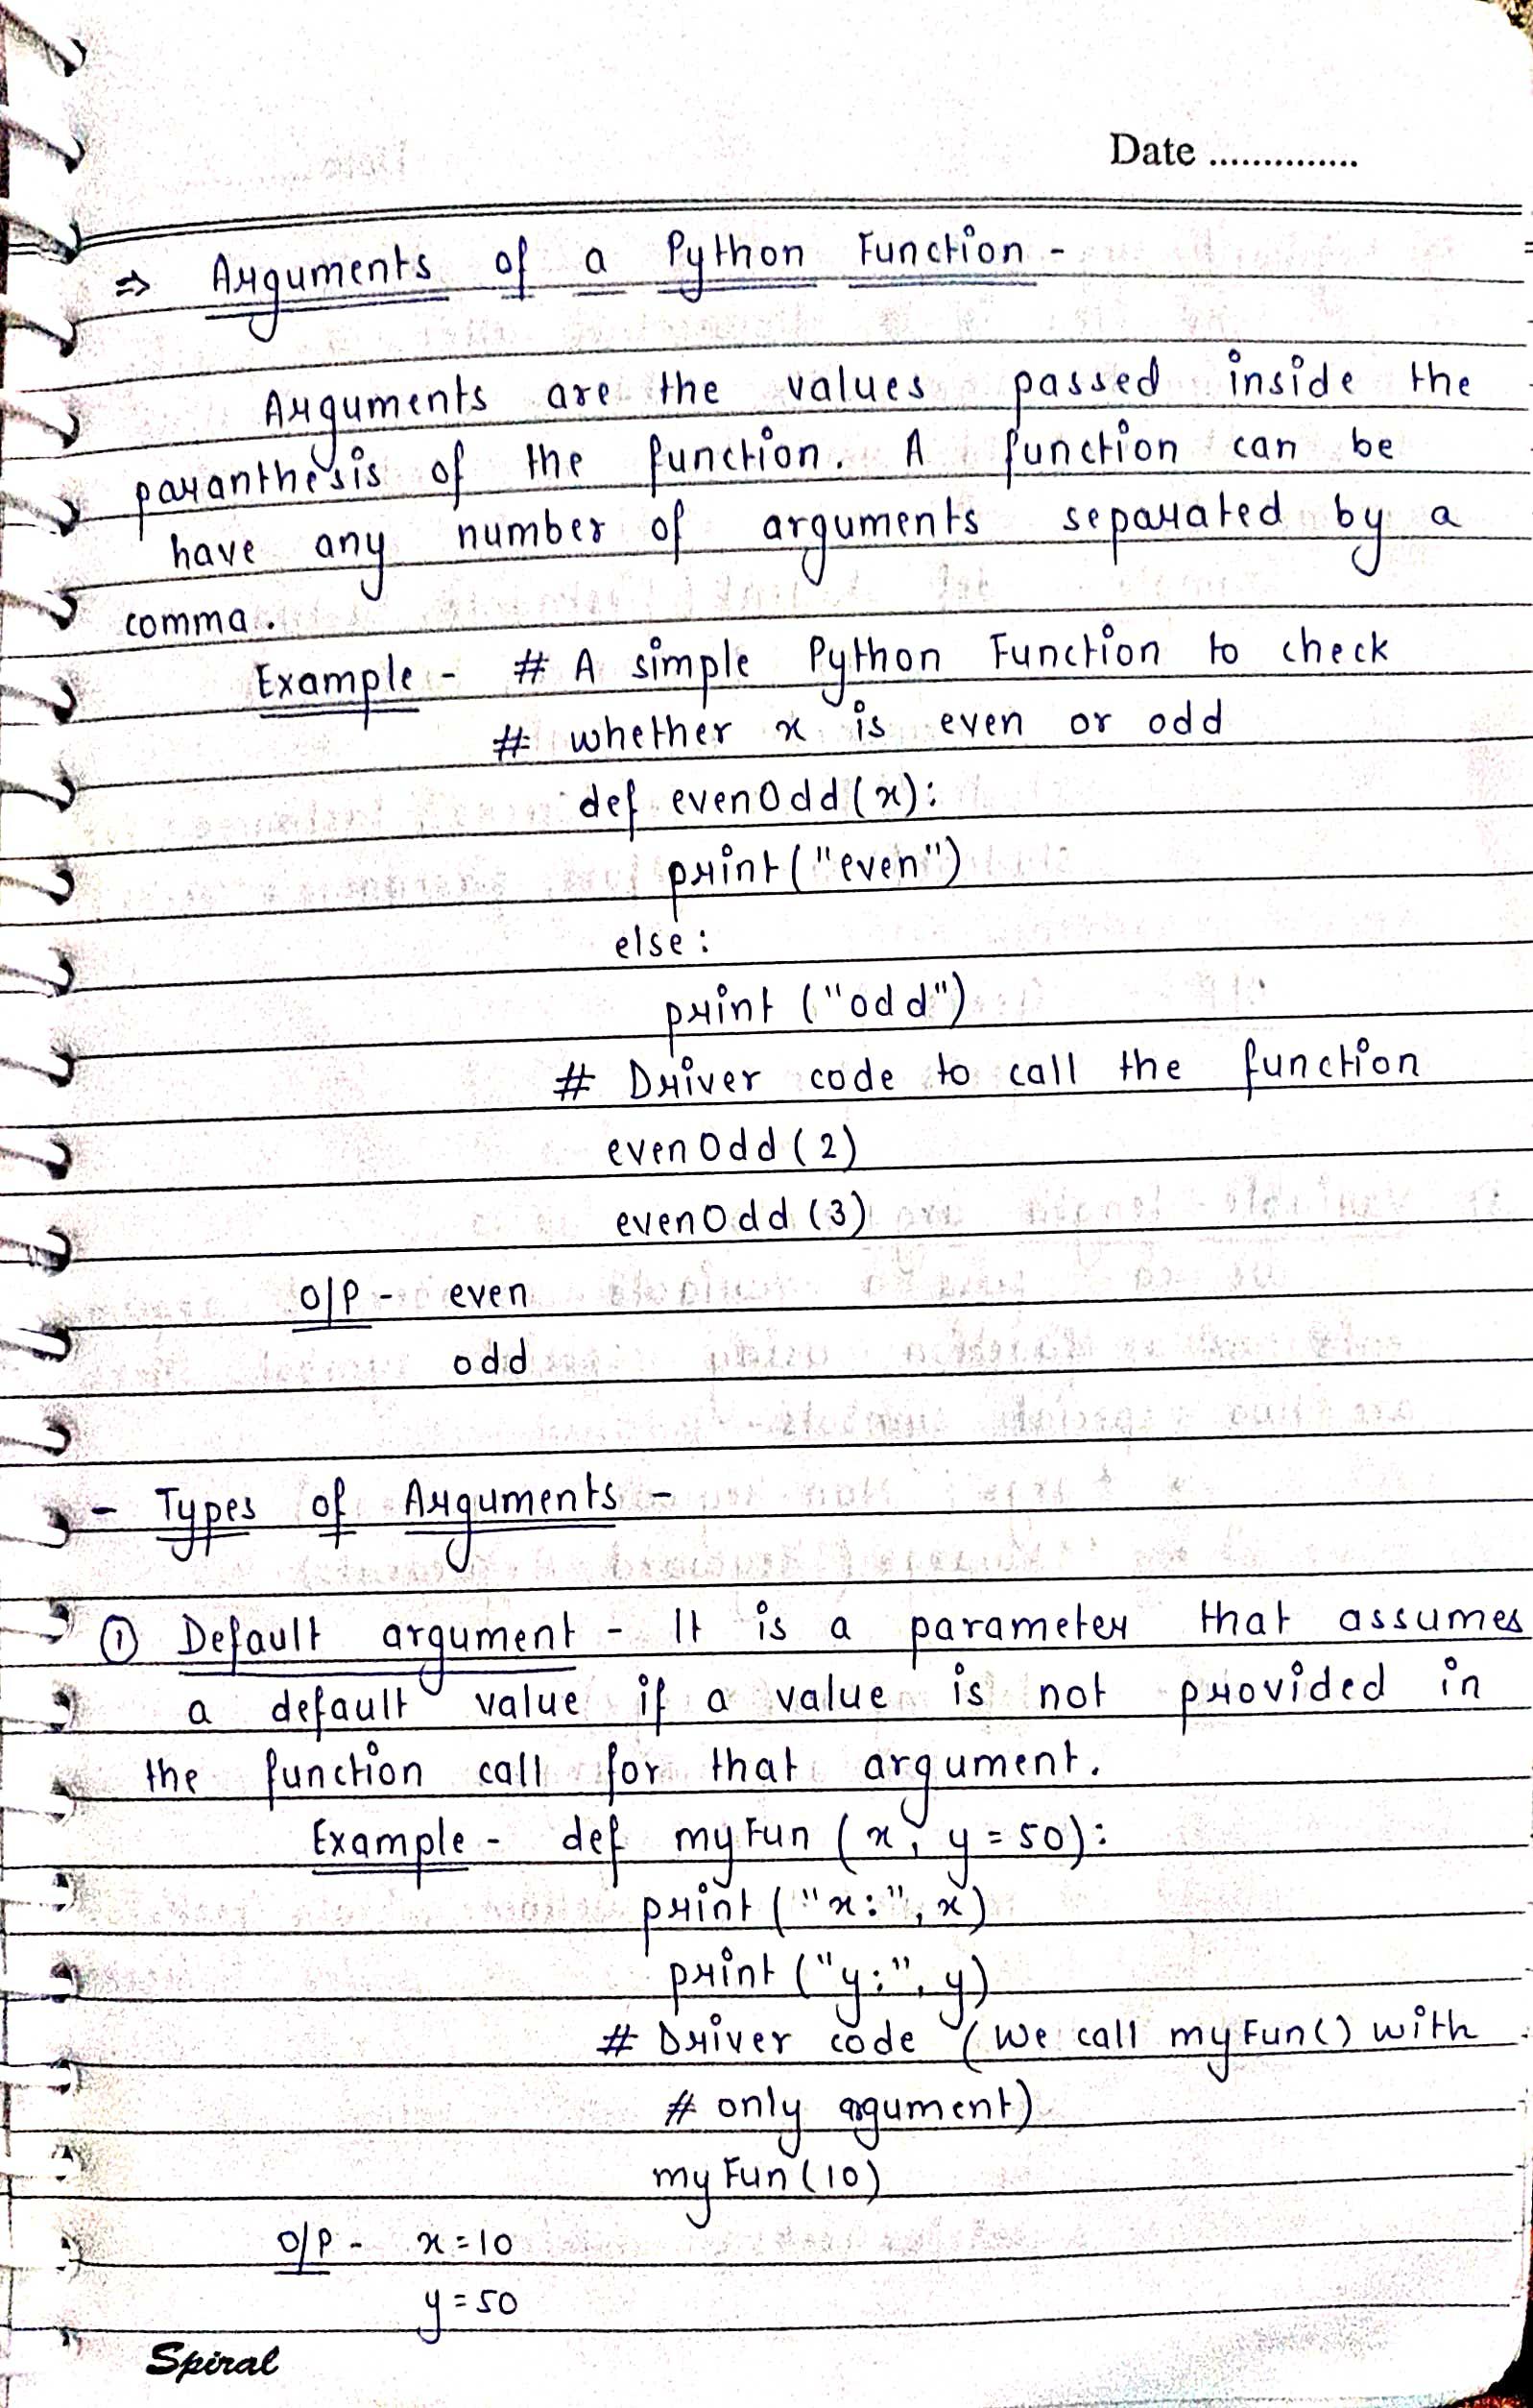 Date ..............
⇒ Arguments of a Python Function -
Arguments are the values passed inside the
paranthesis of the function. A function can be
have any number of arguments separated by a
comma.
Example - # A simple Python Function to check
# whether x is even or odd
def evenOdd(x):
print("even")
else:
print ("odd")
# Driver code to call the function
evenOdd (2)
evenOdd (3)
O/P - even
odd
- Types of Arguments -
① Default argument - It is a parameter that assumes
a default value if a value is not provided in
the function call for that argument.
Example - def myFun (x, y = 50):
print ("x:", x)
print ("y:", y)
# Driver code (We call myFun() with
# only argument)
myFun (10)
O/P - x = 10
y = 50
Spiral